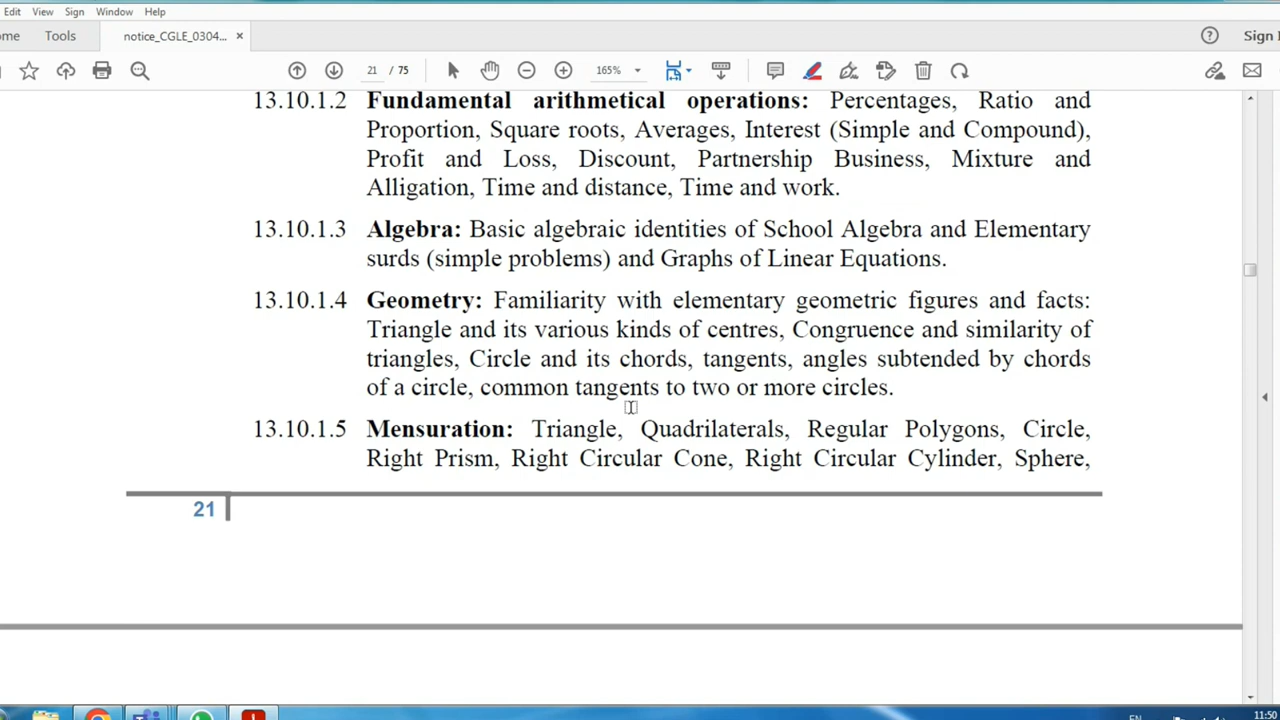 Edit View Sign Window Help
ome Tools notice_CGLE_0304... × Sign I
21 / 75 165%
13.10.1.2 Fundamental arithmetical operations: Percentages, Ratio and
Proportion, Square roots, Averages, Interest (Simple and Compound),
Profit and Loss, Discount, Partnership Business, Mixture and
Alligation, Time and distance, Time and work.
13.10.1.3 Algebra: Basic algebraic identities of School Algebra and Elementary
surds (simple problems) and Graphs of Linear Equations.
13.10.1.4 Geometry: Familiarity with elementary geometric figures and facts:
Triangle and its various kinds of centres, Congruence and similarity of
triangles, Circle and its chords, tangents, angles subtended by chords
of a circle, common tangents to two or more circles.
13.10.1.5 Mensuration: Triangle, Quadrilaterals, Regular Polygons, Circle,
Right Prism, Right Circular Cone, Right Circular Cylinder, Sphere,
21
EN 11:50